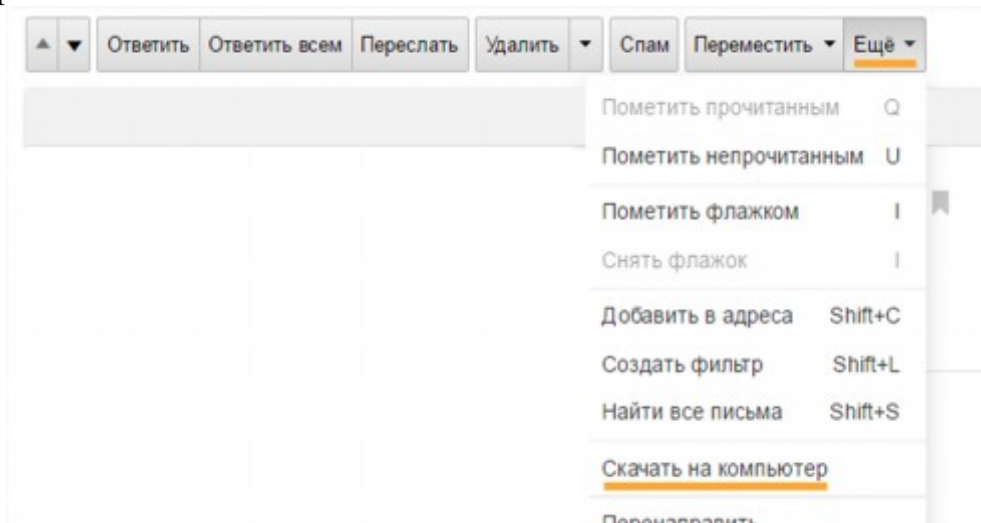 Ответить Ответить всем Переслать Удалить Спам Переместить Ещё
Пометить прочитанным Q
Пометить непрочитанным U
Пометить флажком I
Снять флажок I
Добавить в адреса Shift+C
Создать фильтр Shift+L
Найти все письма Shift+S
Скачать на компьютер
Перенаправить